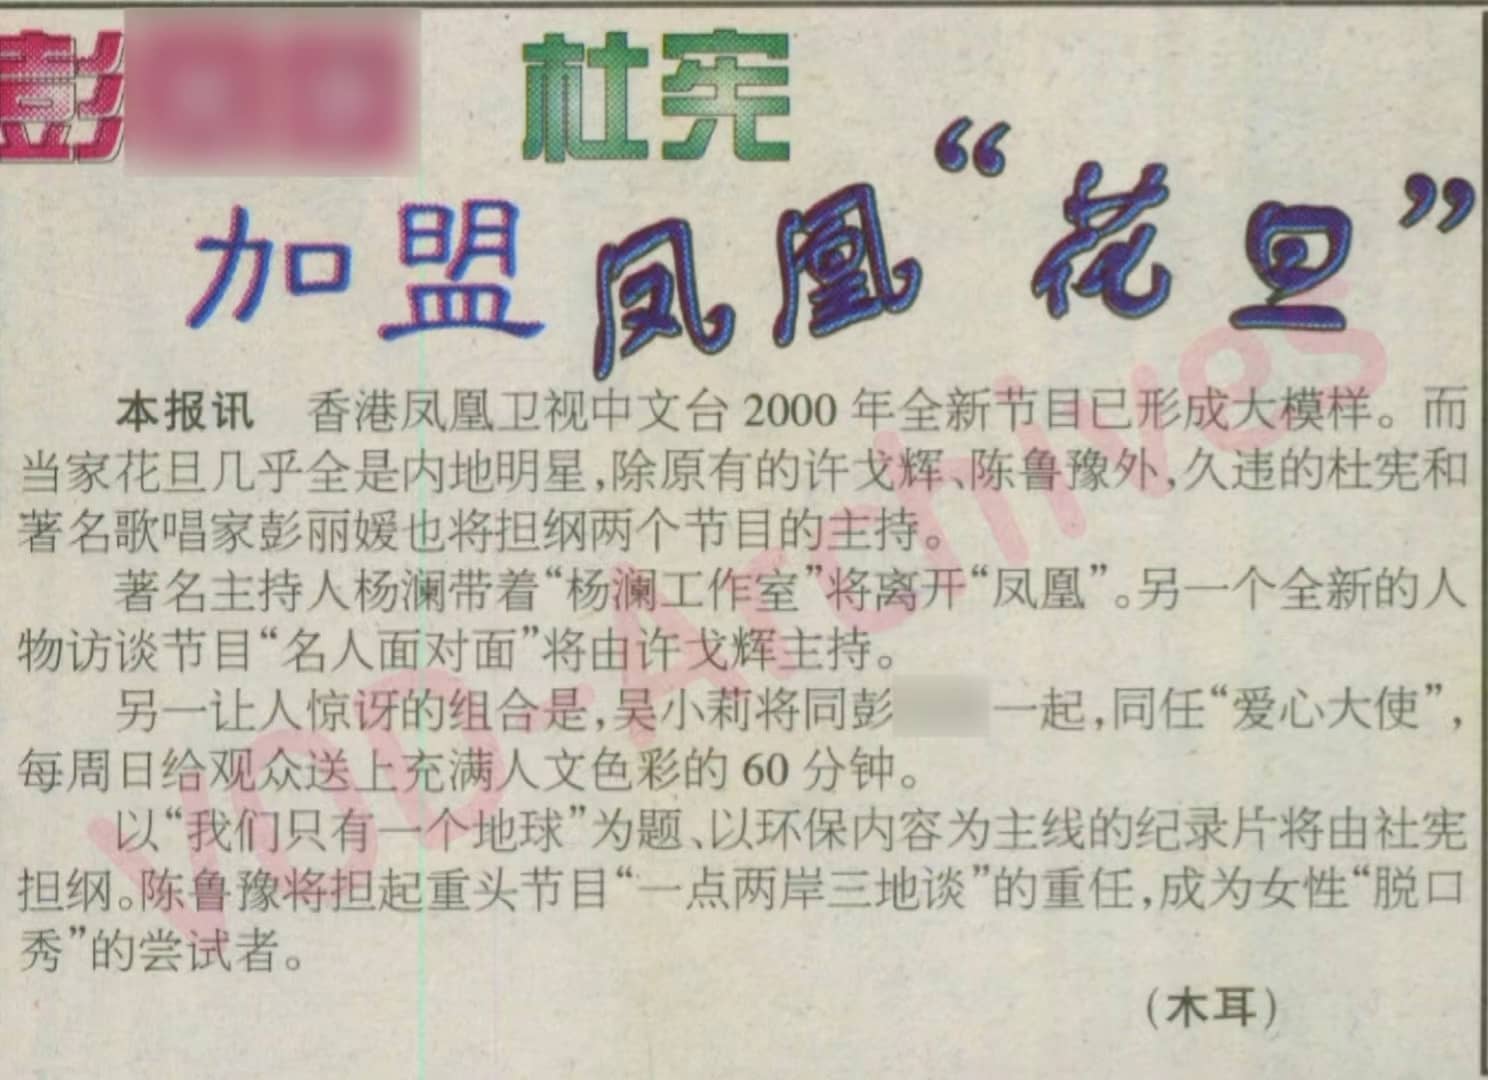 彭 杜宪
加盟凤凰“花旦”
本报讯 香港凤凰卫视中文台 2000 年全新节目已形成大模样。而
当家花旦几乎全是内地明星,除原有的许戈辉、陈鲁豫外,久违的杜宪和
著名歌唱家彭丽媛也将担纲两个节目的主持。
著名主持人杨澜带着“杨澜工作室”将离开“凤凰”。另一个全新的人
物访谈节目“名人面对面”将由许戈辉主持。
另一让人惊讶的组合是,吴小莉将同彭 一起,同任“爱心大使”,
每周日给观众送上充满人文色彩的 60 分钟。
以“我们只有一个地球”为题、以环保内容为主线的纪录片将由社宪
担纲。陈鲁豫将担起重头节目“一点两岸三地谈”的重任,成为女性“脱口
秀”的尝试者。
(木耳)
YOD-Archives